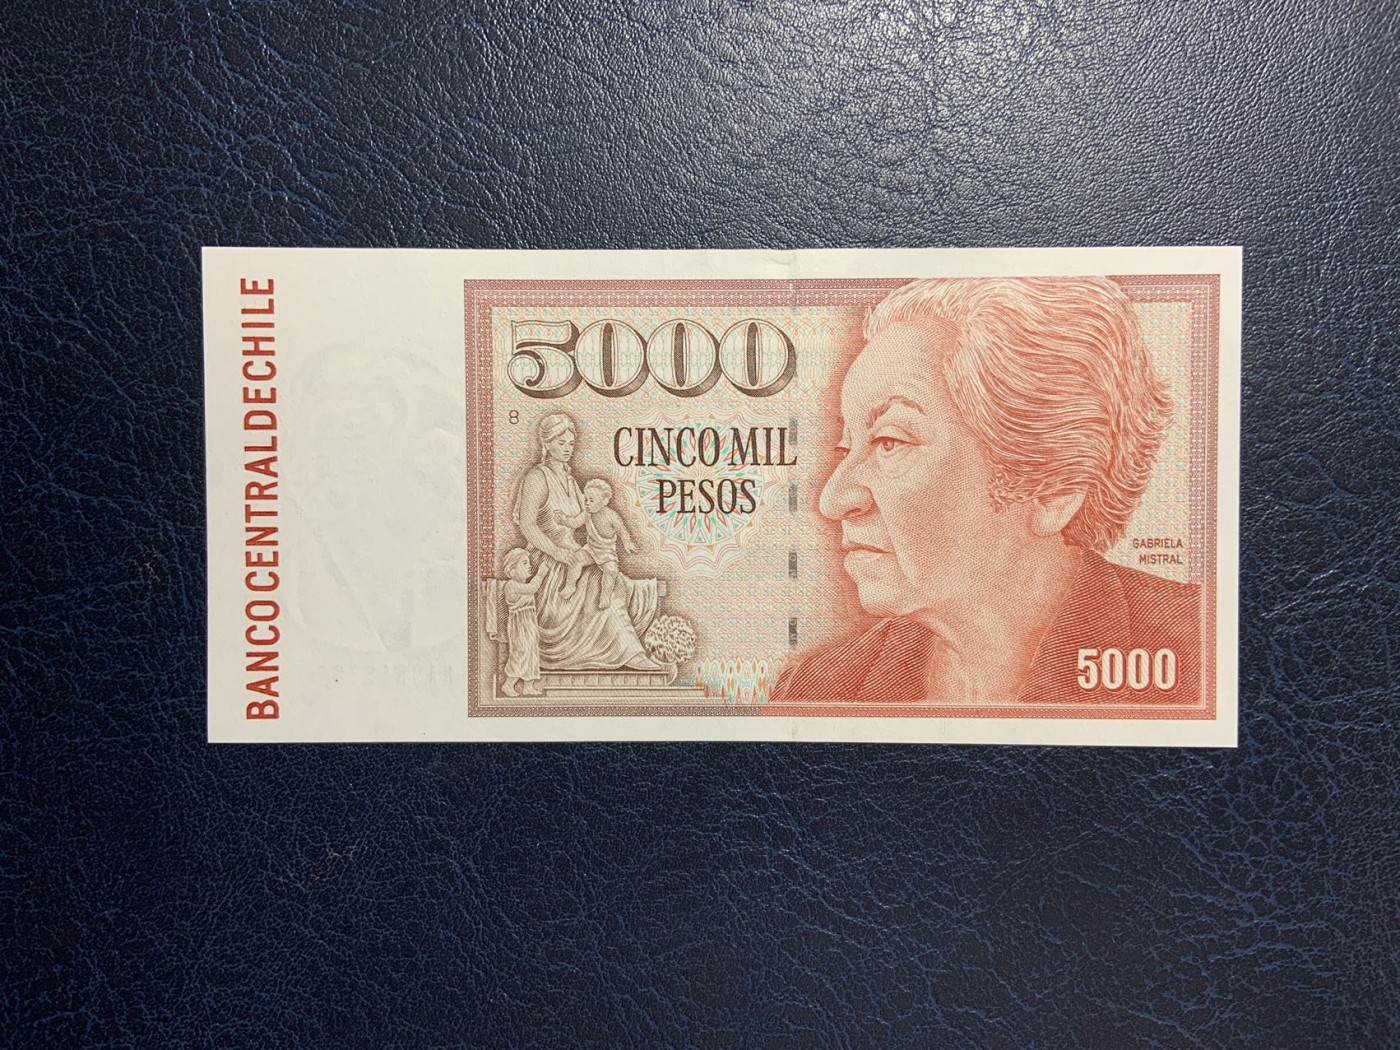 BANCO CENTRAL DE CHILE
5000
8
CINCO MIL
PESOS
GABRIELA
MISTRAL
5000